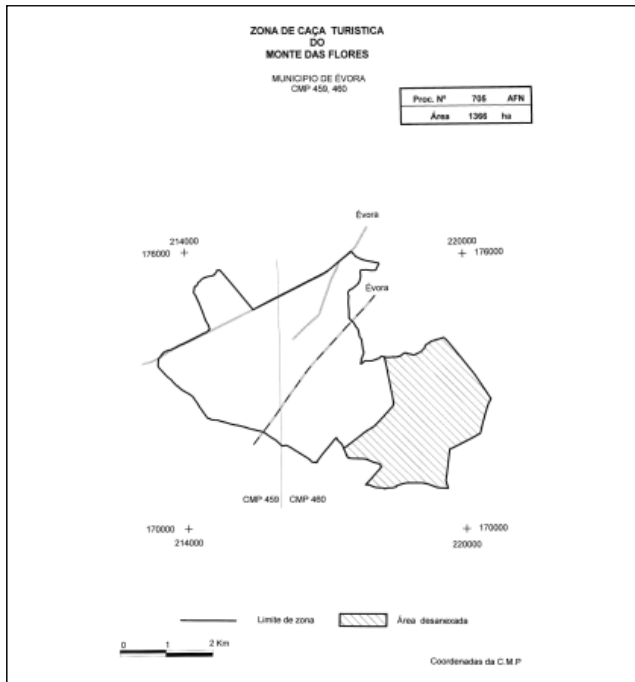 ZONA DE CAÇA TURISTICA
DO
MONTE DAS FLORES
MUNICIPIO DE ÉVORA
CMP 459, 460
Proc. Nº 705 AFN
Área 1366 ha
Évora
214000
176000
220000
176000
Évora
CMP 459 CMP 460
170000
214000
170000
220000
Limite de zona
Área desanexada
0 1 2 Km
Coordenadas da C.M.P